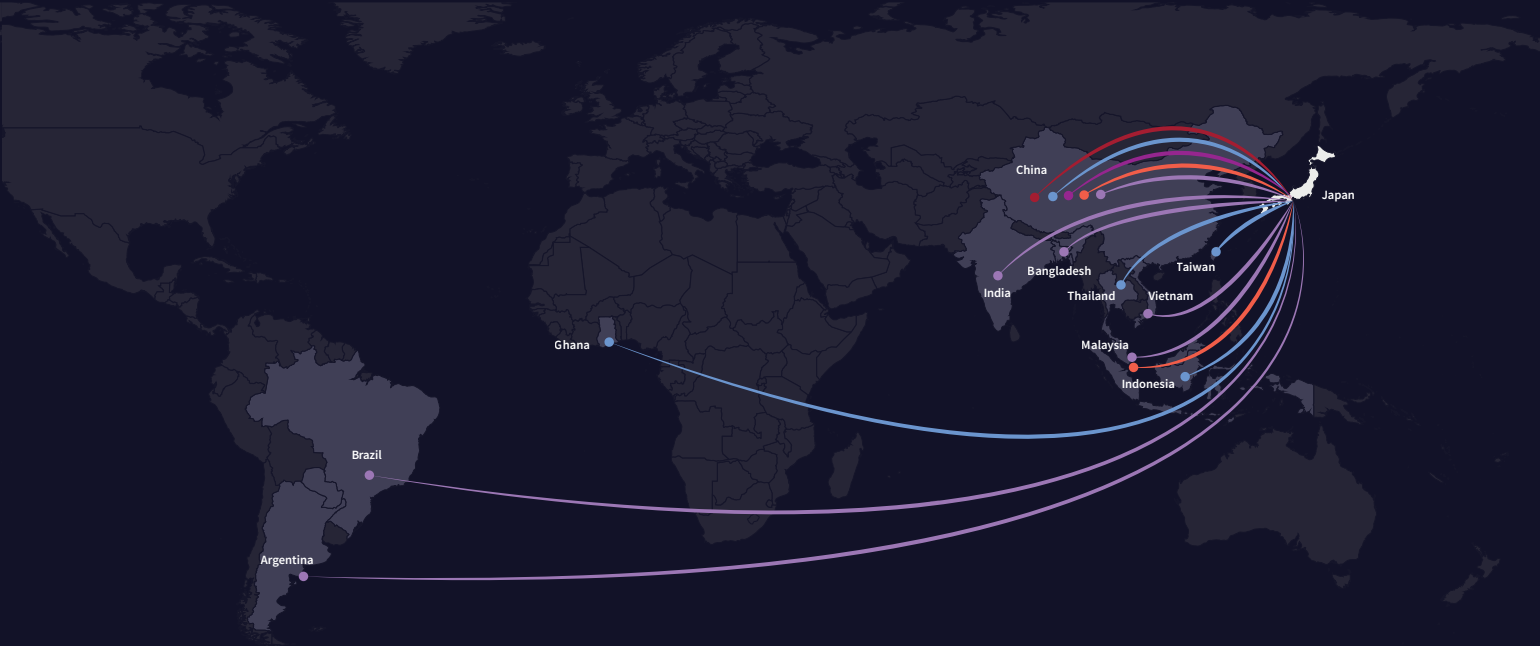 China
Japan
Taiwan
Bangladesh
India
Thailand
Vietnam
Ghana
Malaysia
Indonesia
Brazil
Argentina